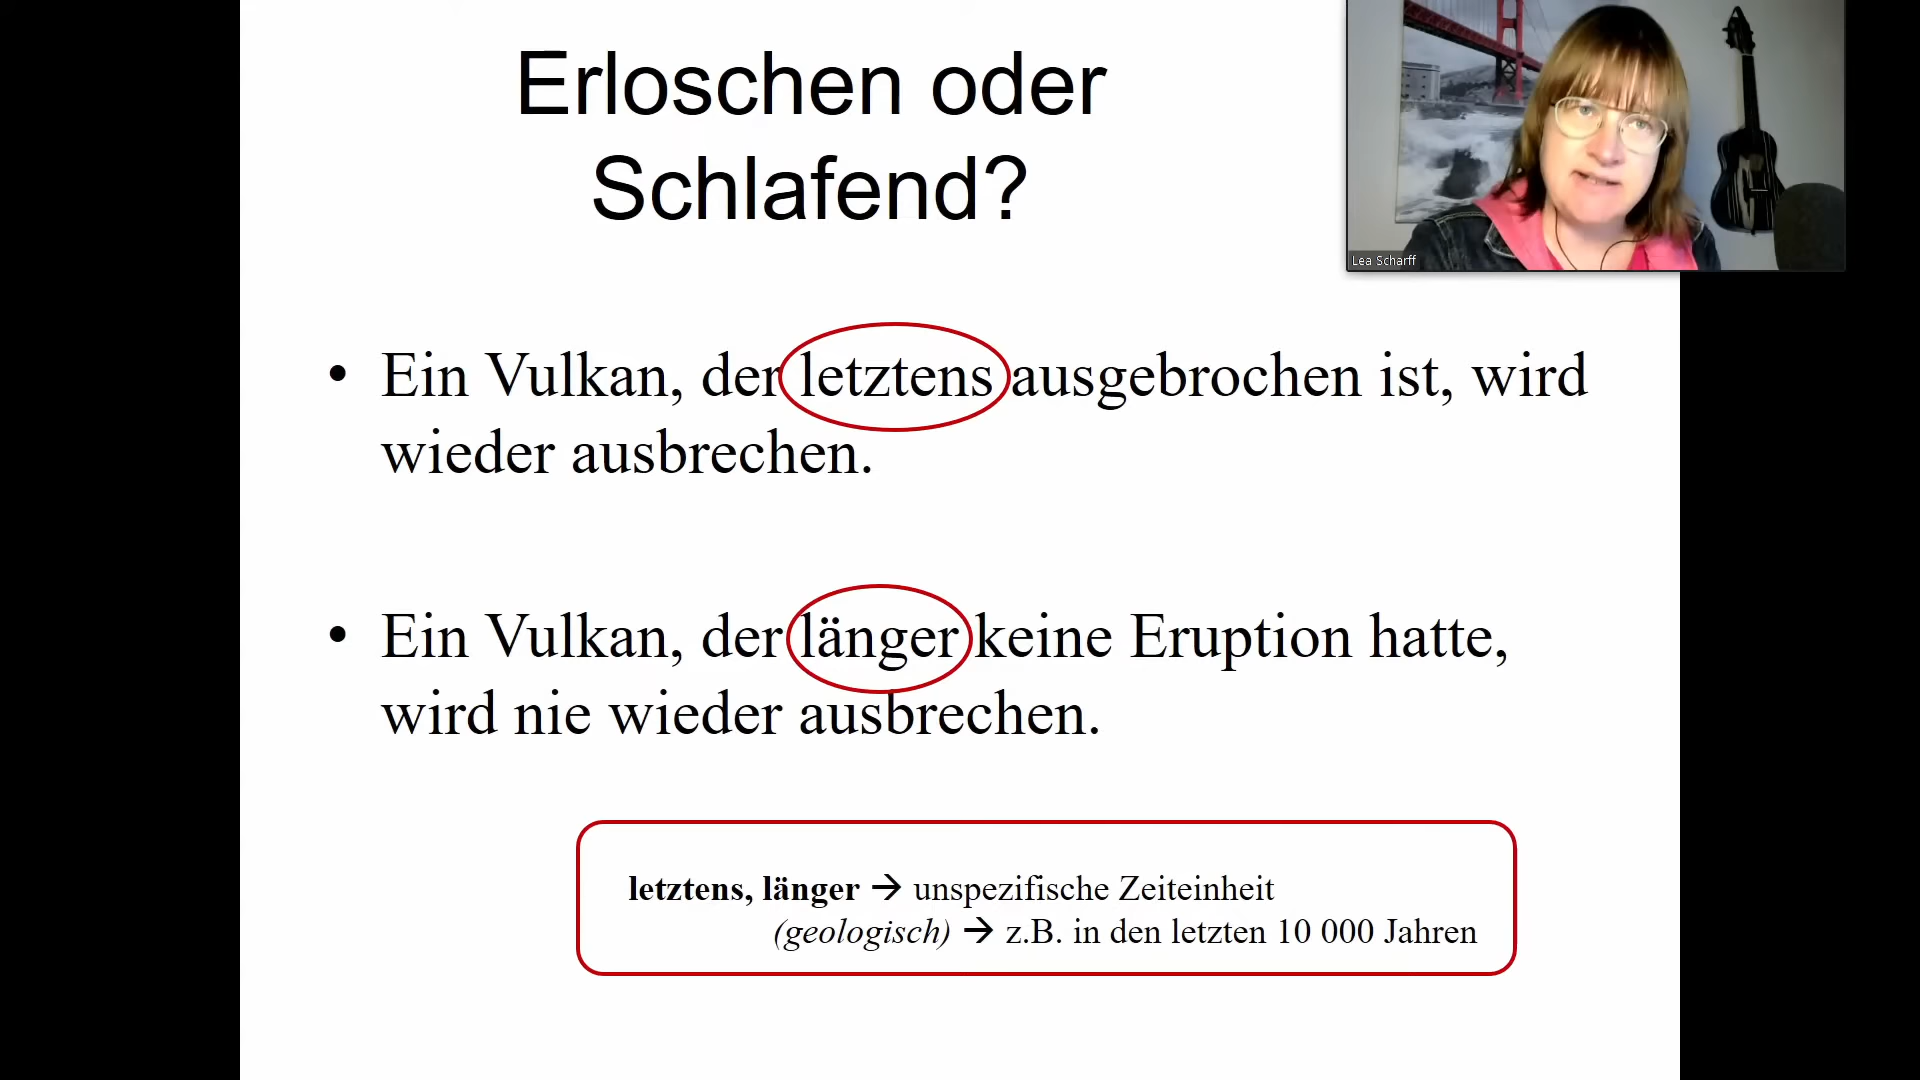 Erloschen oder
Schlafend?
Lea Scharff
• Ein Vulkan, der letztens ausgebrochen ist, wird
wieder ausbrechen.
• Ein Vulkan, der länger keine Eruption hatte,
wird nie wieder ausbrechen.
letztens, länger → unspezifische Zeiteinheit
(geologisch) → z.B. in den letzten 10 000 Jahren